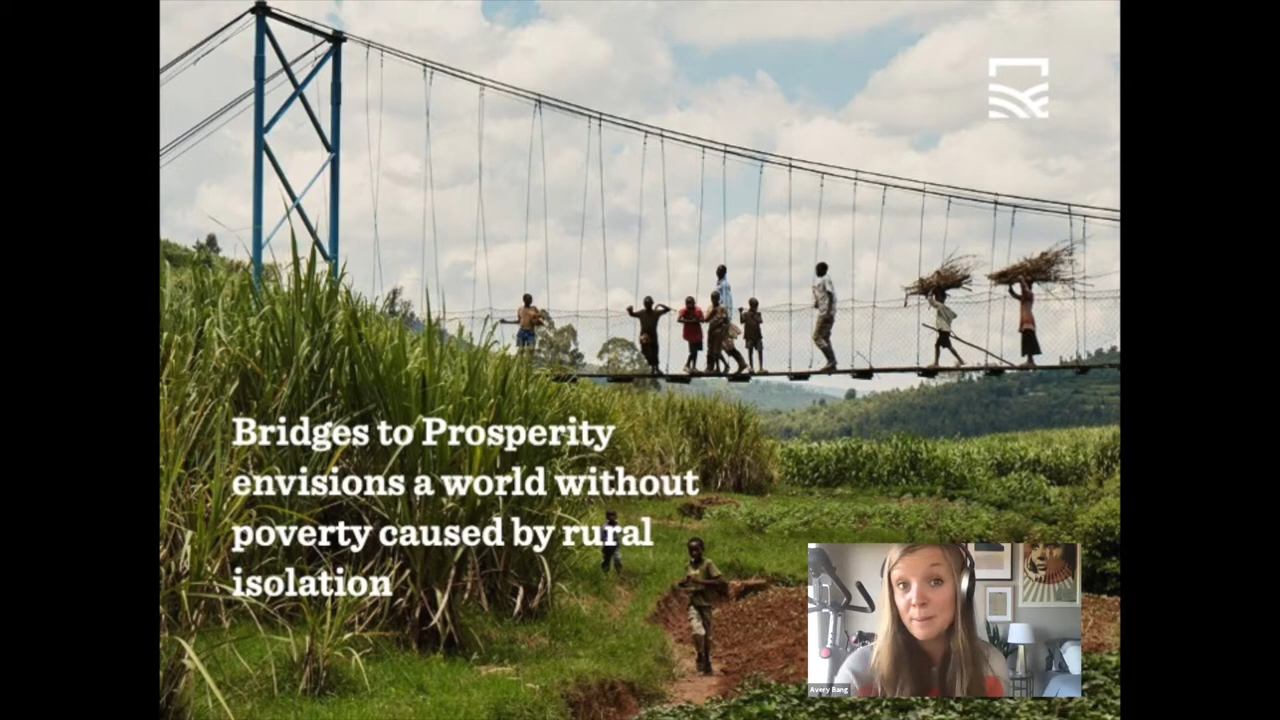 Bridges to Prosperity
envisions a world without
poverty caused by rural
isolation
Avery Bang